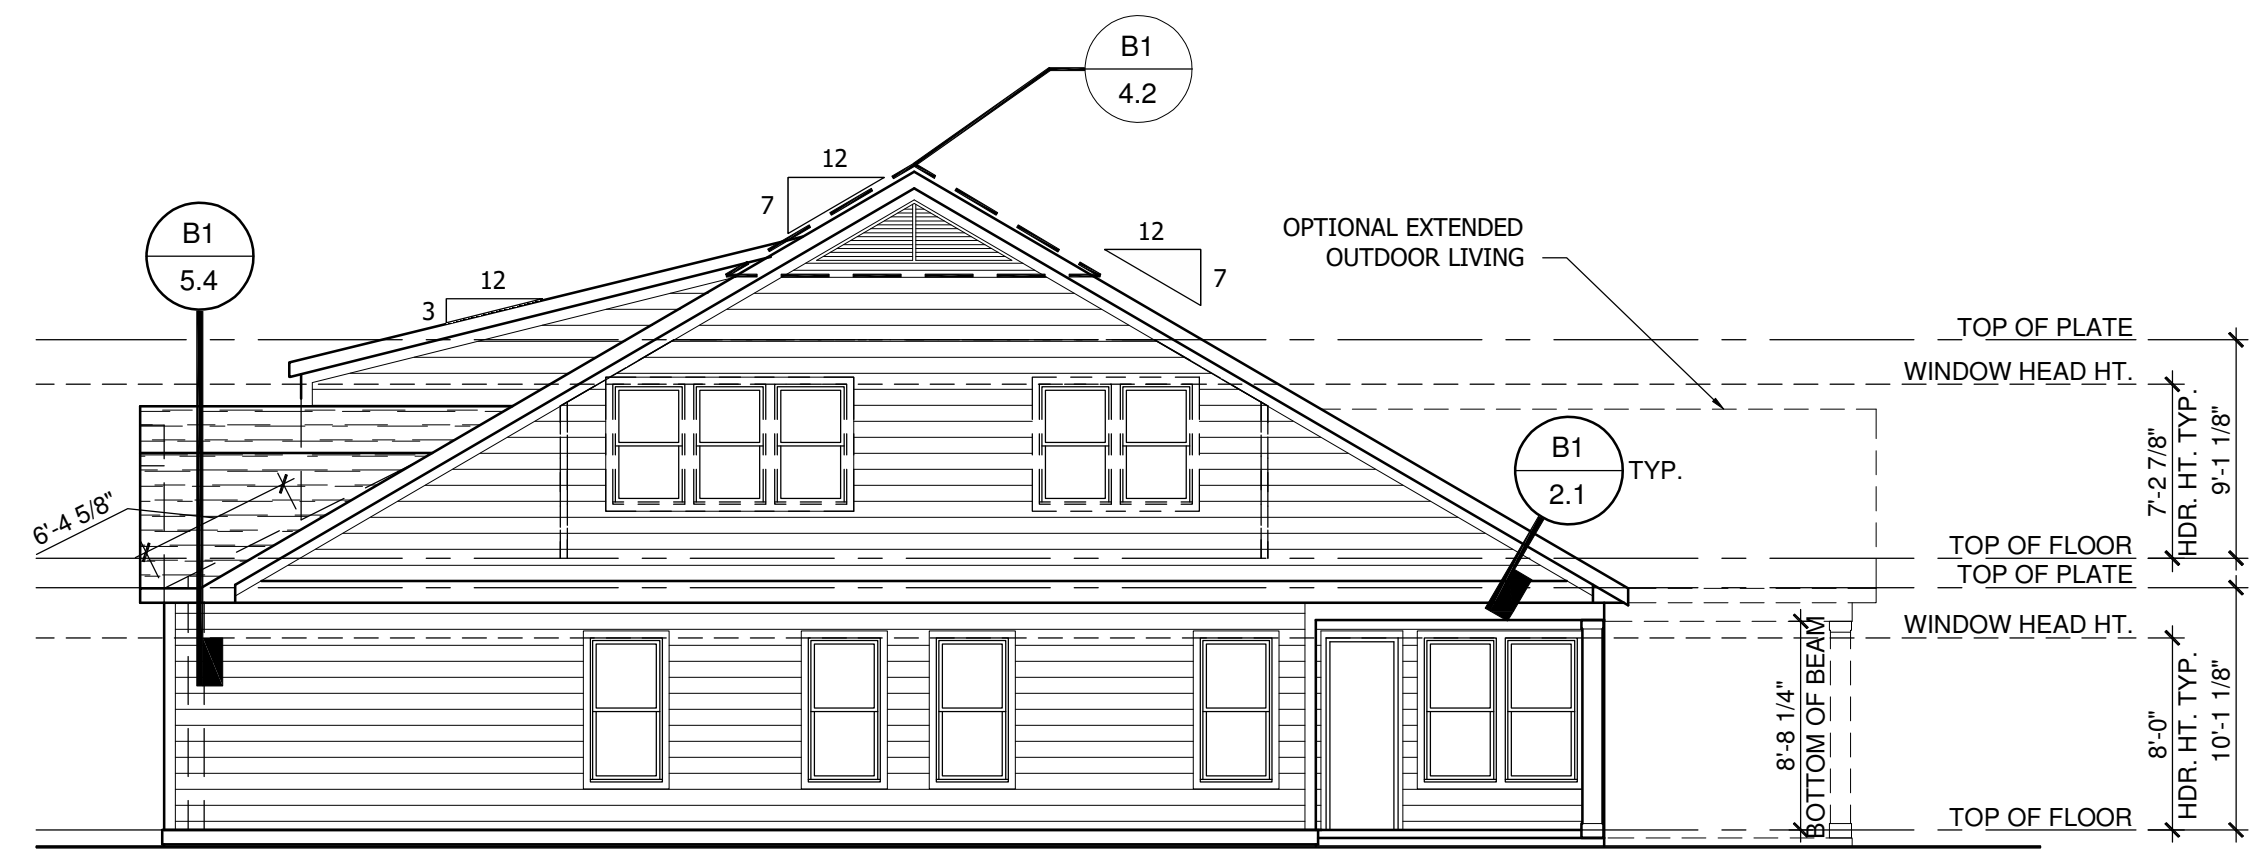 B1
4.2
12
7
B1
5.4
12
3
12
7
OPTIONAL EXTENDED
OUTDOOR LIVING
TOP OF PLATE
WINDOW HEAD HT.
7'-2 7/8"
HDR. HT. TYP.
9'-1 1/8"
B1
2.1
TYP.
6'-4 5/8"
TOP OF FLOOR
TOP OF PLATE
WINDOW HEAD HT.
8'-8 1/4"
BOTTOM OF BEAM
8'-0"
HDR. HT. TYP.
10'-1 1/8"
TOP OF FLOOR